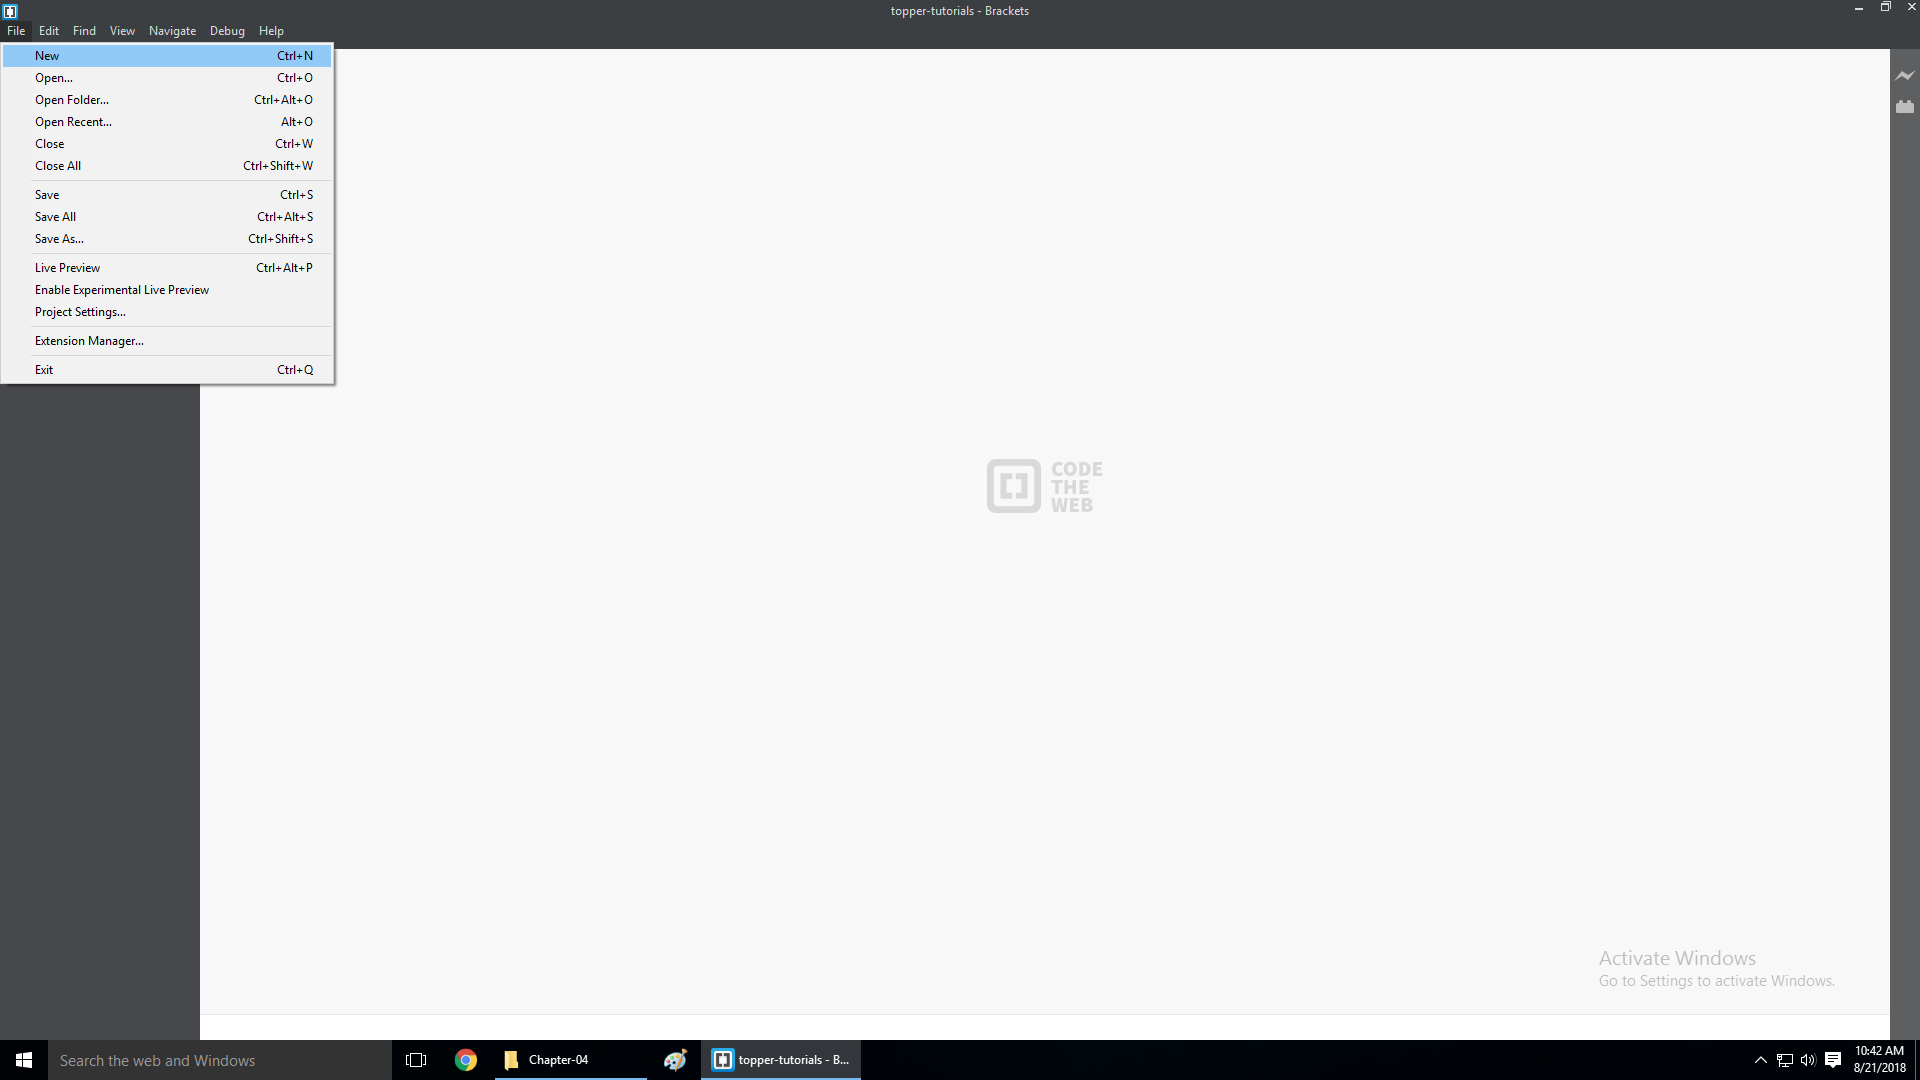 topper-tutorials - Brackets
File Edit Find View Navigate Debug Help
New Ctrl+N
Open... Ctrl+O
Open Folder... Ctrl+Alt+O
Open Recent... Alt+O
Close Ctrl+W
Close All Ctrl+Shift+W
Save Ctrl+S
Save All Ctrl+Alt+S
Save As... Ctrl+Shift+S
Live Preview Ctrl+Alt+P
Enable Experimental Live Preview
Project Settings...
Extension Manager...
Exit Ctrl+Q
CODE
THE
WEB
Activate Windows
Go to Settings to activate Windows.
Search the web and Windows
Chapter-04
topper-tutorials - B...
10:42 AM
8/21/2018